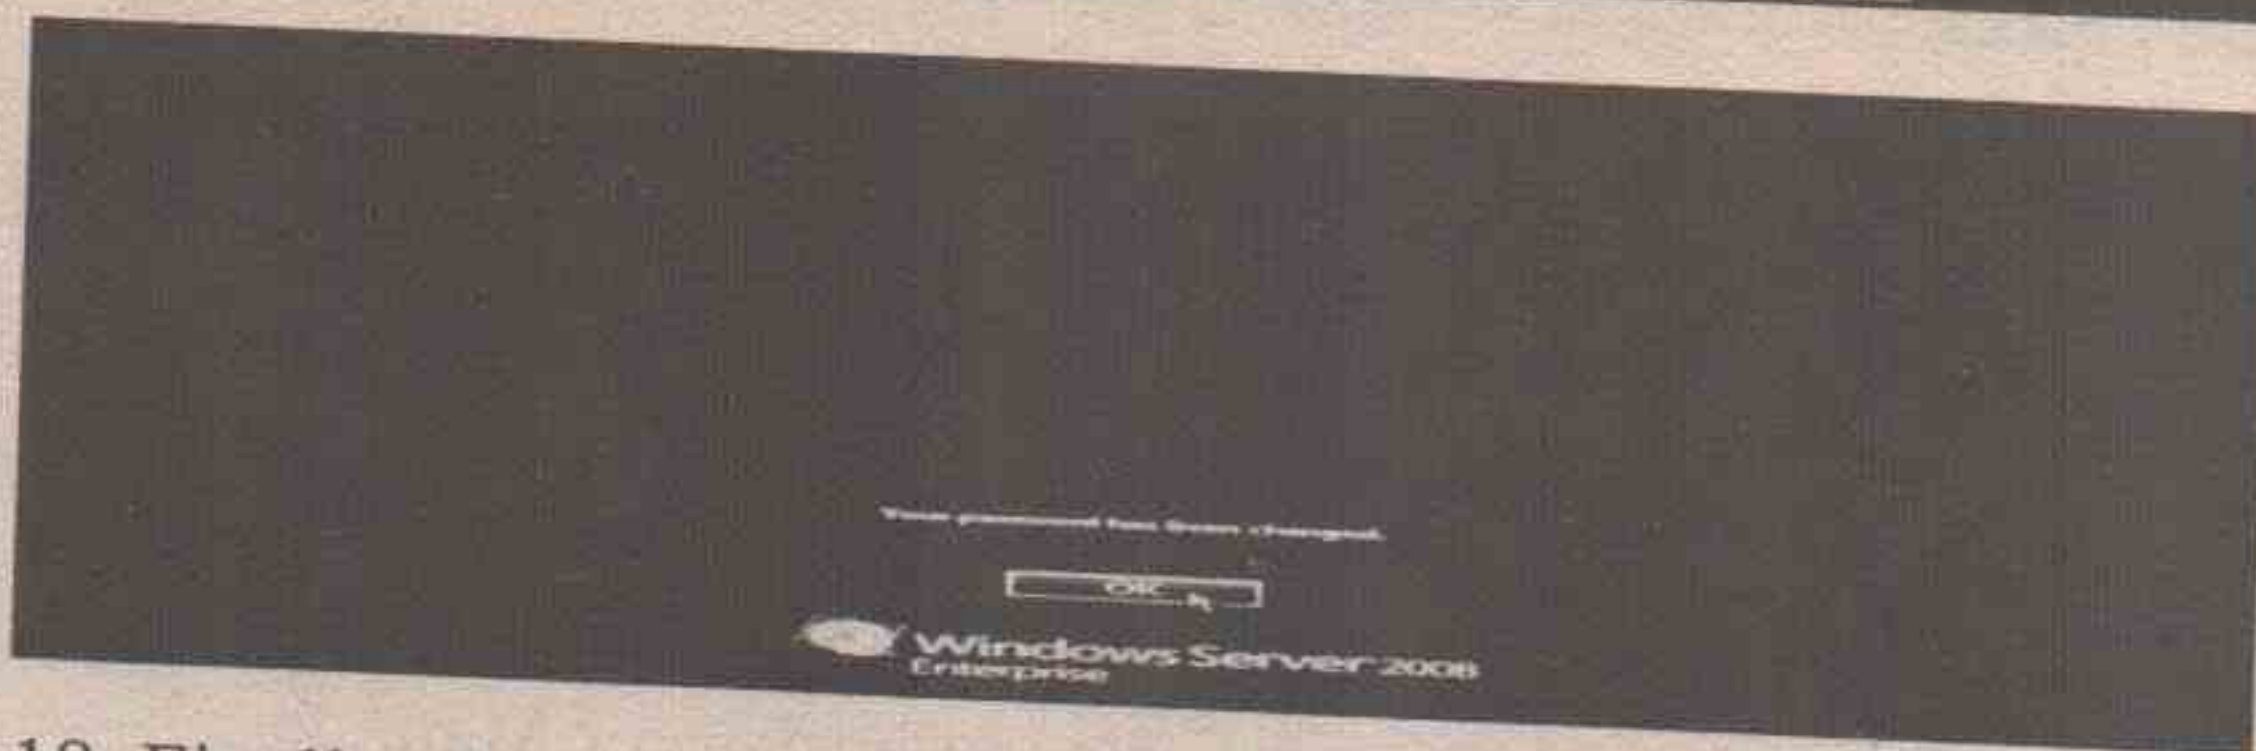 Your password has been changed.
OK
Windows Server 2008
Enterprise